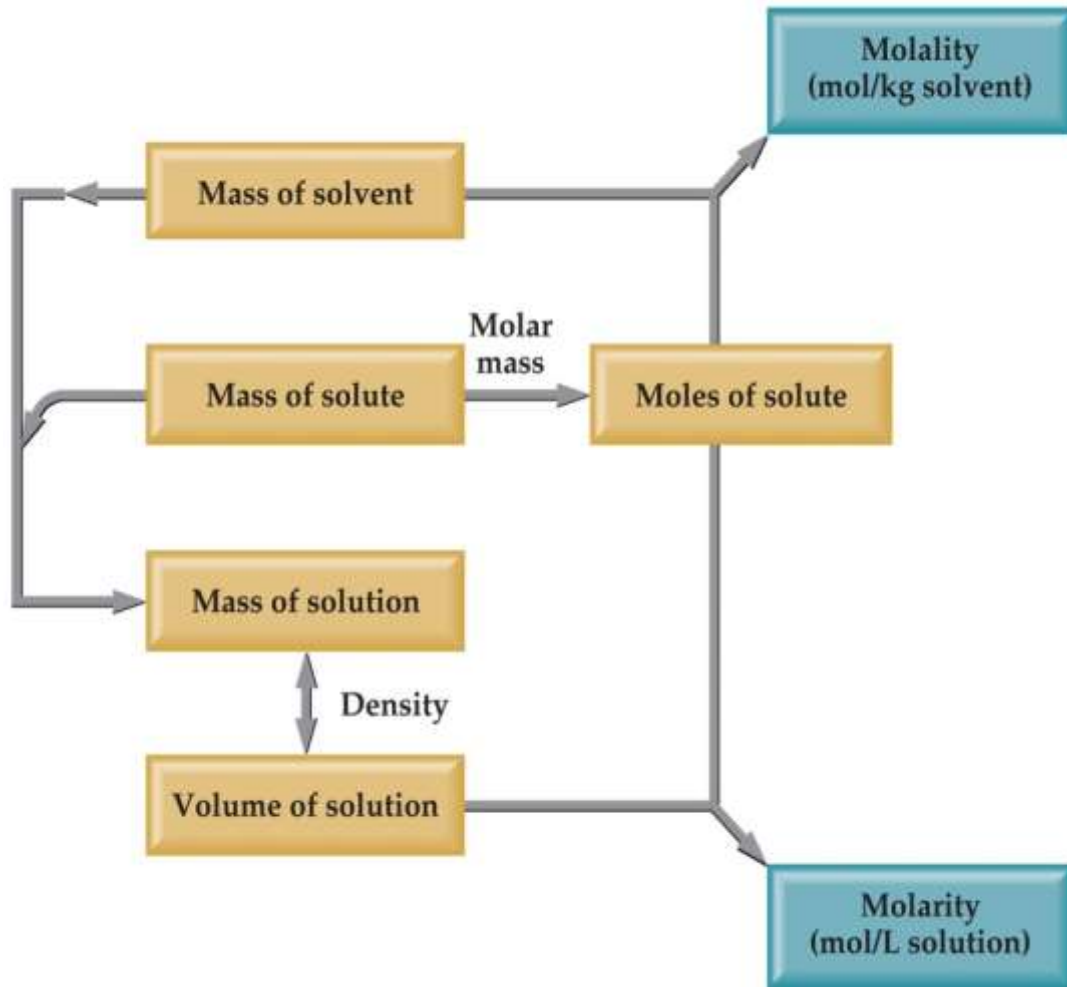 Molality
(mol/kg solvent)
Mass of solvent
Molar
mass
Mass of solute
Moles of solute
Mass of solution
Density
Volume of solution
Molarity
(mol/L solution)